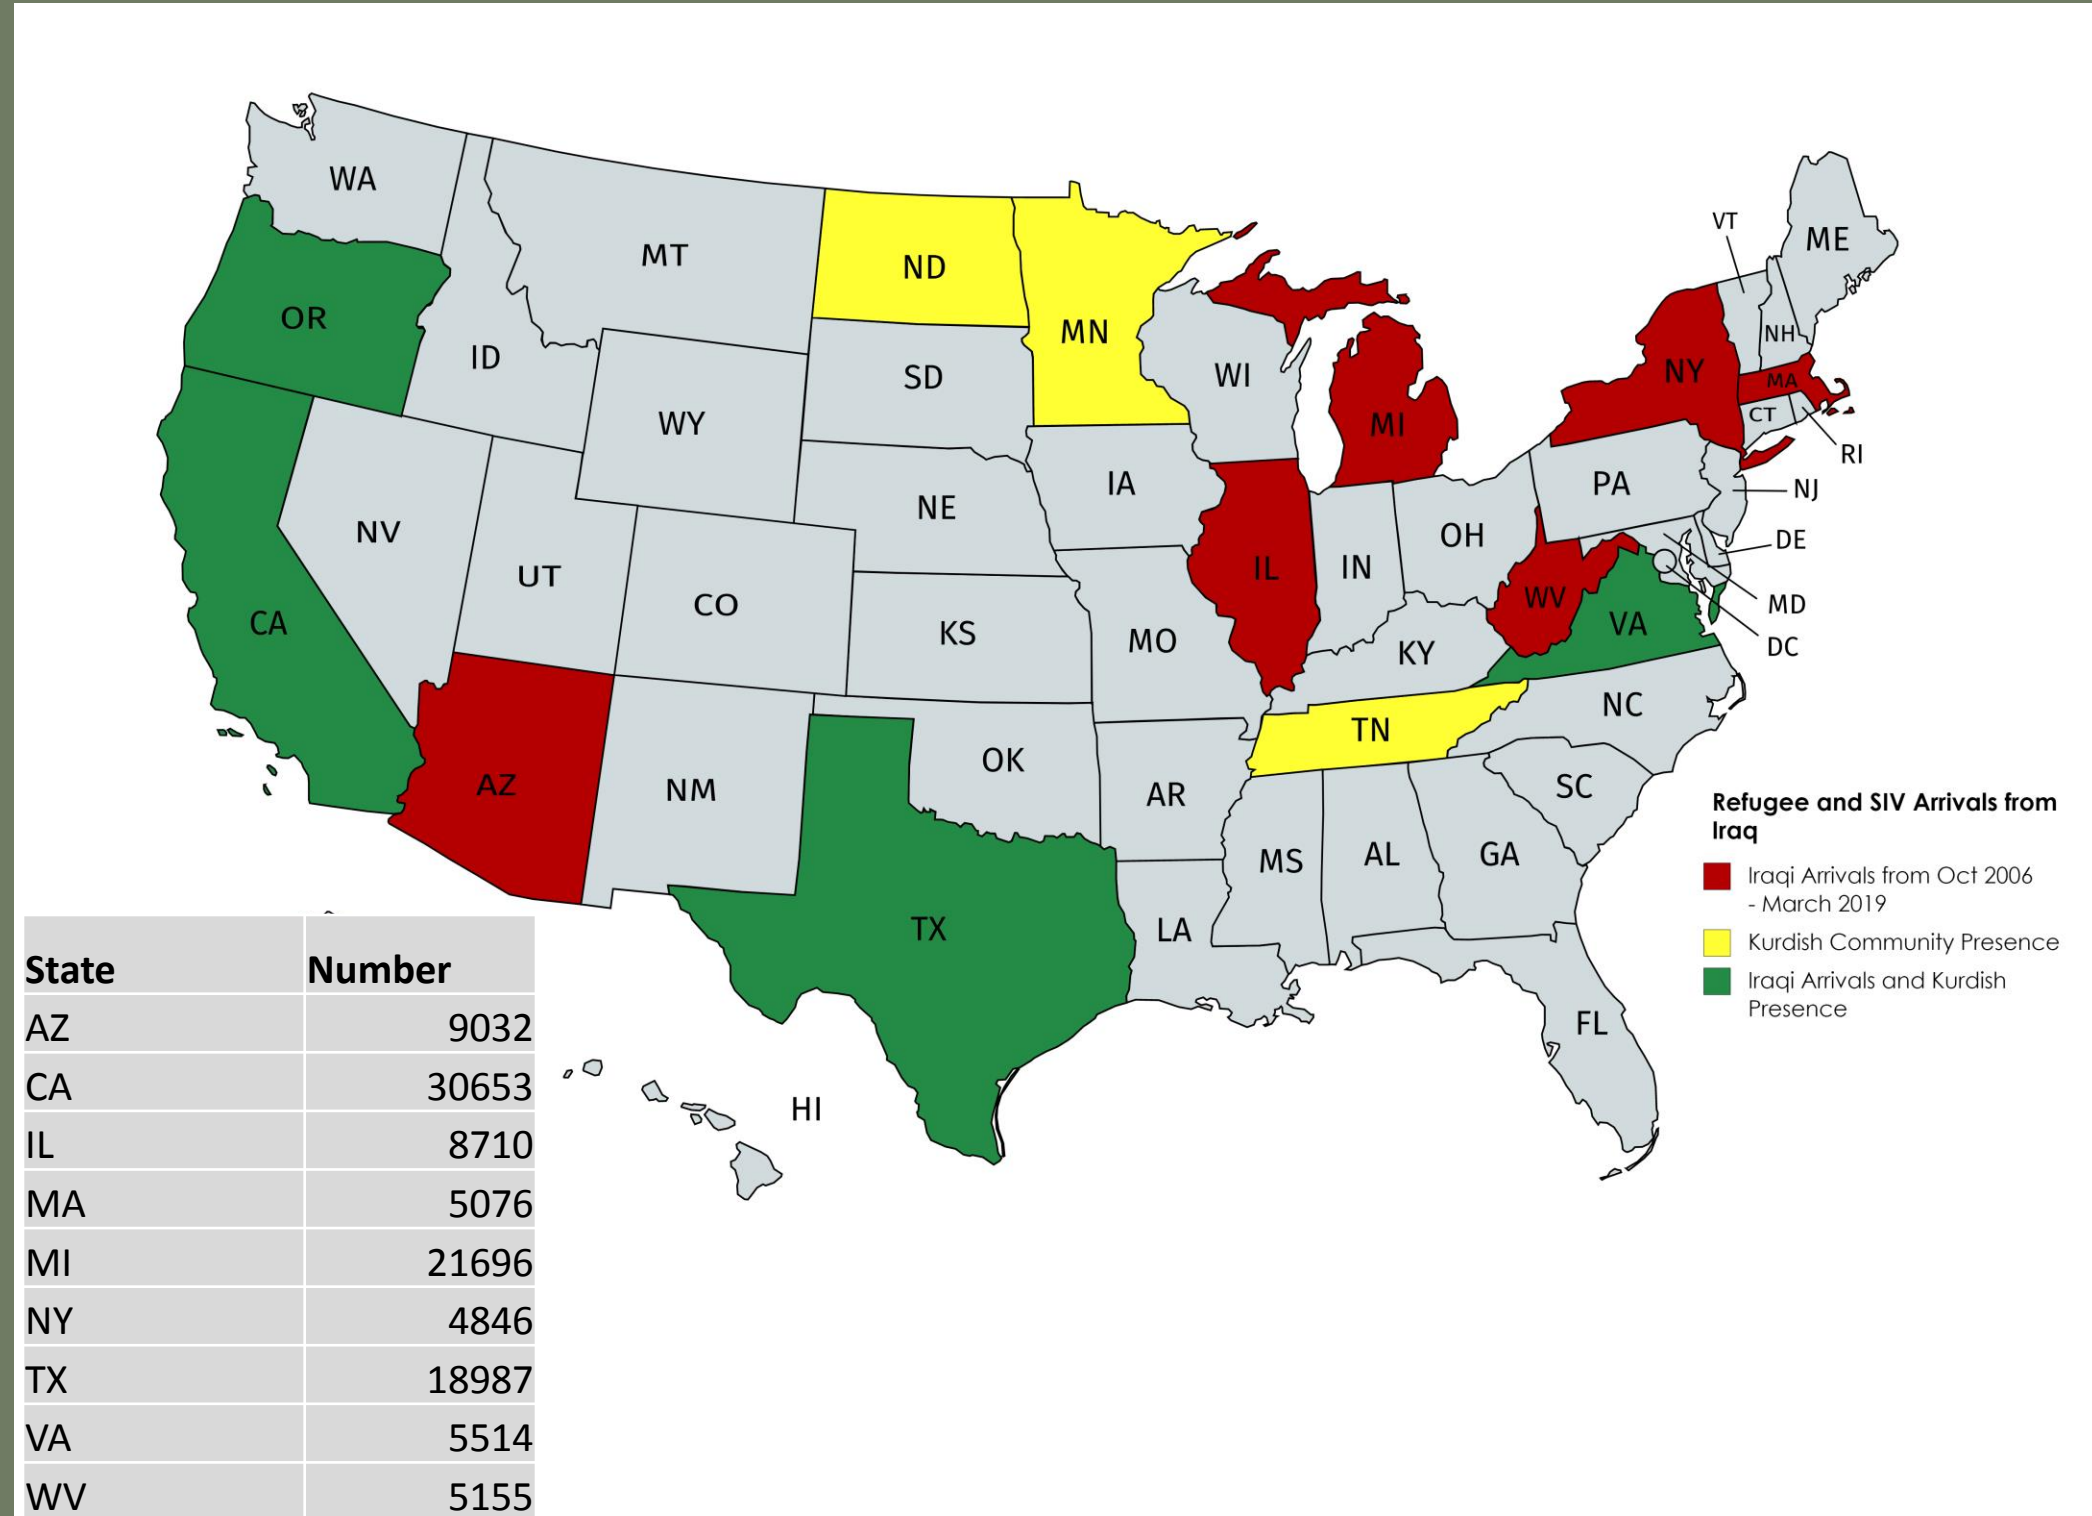 WA
MT
ND
MN
OR
ID
WY
SD
WI
MI
VT
ME
NH
NY
MA
CT
RI
NV
UT
CO
NE
IA
IL
IN
OH
PA
NJ
DE
MD
DC
CA
KS
MO
KY
WV
VA
AZ
NM
OK
AR
TN
NC
SC
TX
LA
MS
AL
GA
FL
HI
Refugee and SIV Arrivals from
Iraq
Iraqi Arrivals from Oct 2006
- March 2019
Kurdish Community Presence
Iraqi Arrivals and Kurdish
Presence
State Number
AZ 9032
CA 30653
IL 8710
MA 5076
MI 21696
NY 4846
TX 18987
VA 5514
WV 5155